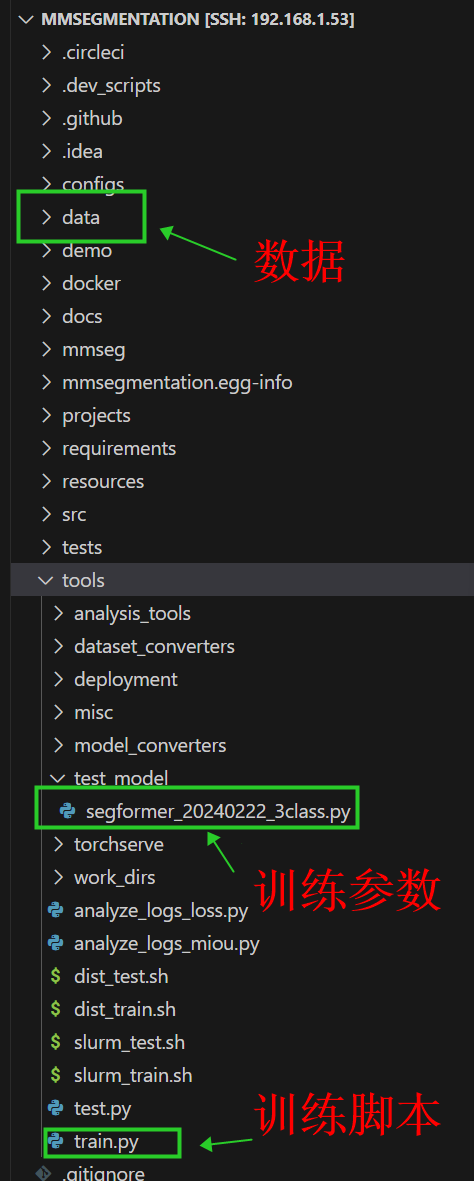 MMSEGMENTATION [SSH: 192.168.1.53]
.circleci
.dev_scripts
.github
.idea
configs
data
数据
demo
docker
docs
mmseg
mmsegmentation.egg-info
projects
requirements
resources
src
tests
tools
analysis_tools
dataset_converters
deployment
misc
model_converters
test_model
segformer_20240222_3class.py
torchserve
训练参数
work_dirs
analyze_logs_loss.py
analyze_logs_miou.py
$ dist_test.sh
$ dist_train.sh
$ slurm_test.sh
$ slurm_train.sh
test.py
训练脚本
train.py
.gitignore